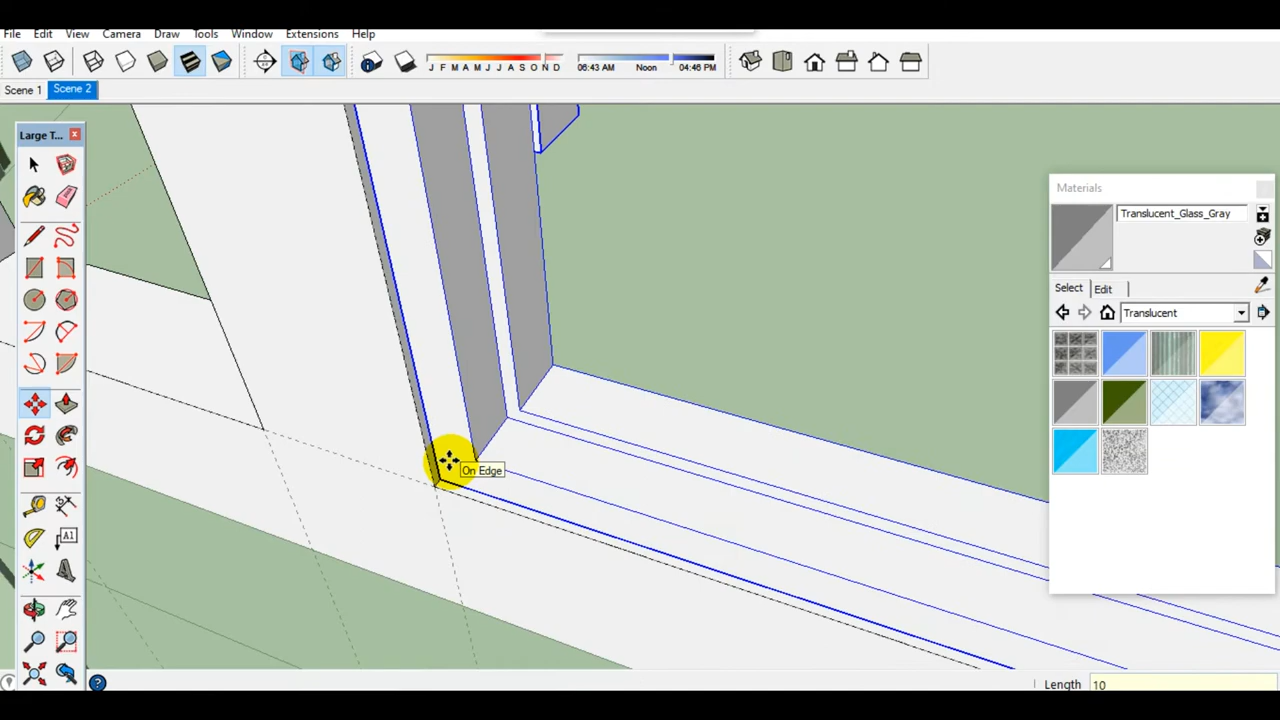 File Edit View Camera Draw Tools Window Extensions Help
J F M A M J J A S O N D 06:43 AM Noon 04:46 PM
Scene 1 Scene 2
Large T...
Materials
Translucent_Glass_Gray
Select Edit
Translucent
A1
On Edge
Length 10